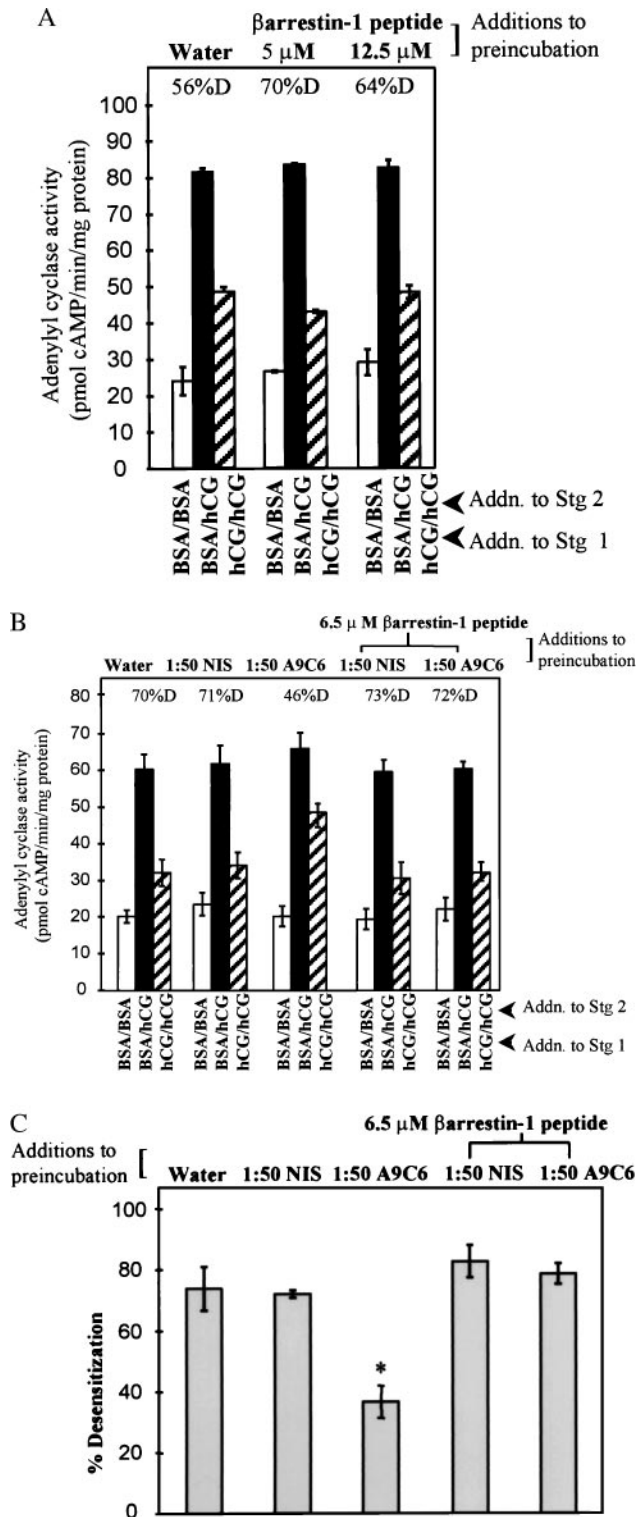 A
βarrestin-1 peptide
Water 5 μM 12.5 μM
Additions to
preincubation
56%D 70%D 64%D
100
90
80
70
60
50
40
30
20
10
0
Adenylyl cyclase activity
(pmol cAMP/min/mg protein)
BSA/BSA
BSA/hCG
hCG/hCG
BSA/BSA
BSA/hCG
hCG/hCG
BSA/BSA
BSA/hCG
hCG/hCG
Addn. to Stg 2
Addn. to Stg 1
B
6.5 μ M βarrestin-1 peptide
Water 1:50 NIS 1:50 A9C6 1:50 NIS 1:50 A9C6
Additions to
preincubation
70%D 71%D 46%D 73%D 72%D
80
70
60
50
40
30
20
10
0
Adenylyl cyclase activity
(pmol cAMP/min/mg protein)
BSA/BSA
BSA/hCG
hCG/hCG
BSA/BSA
BSA/hCG
hCG/hCG
BSA/BSA
BSA/hCG
hCG/hCG
BSA/BSA
BSA/hCG
hCG/hCG
BSA/BSA
BSA/hCG
hCG/hCG
Addn. to Stg 2
Addn. to Stg 1
C
6.5 μM βarrestin-1 peptide
Additions to
preincubation
Water 1:50 NIS 1:50 A9C6 1:50 NIS 1:50 A9C6
100
80
60
40
20
0
% Desensitization
*